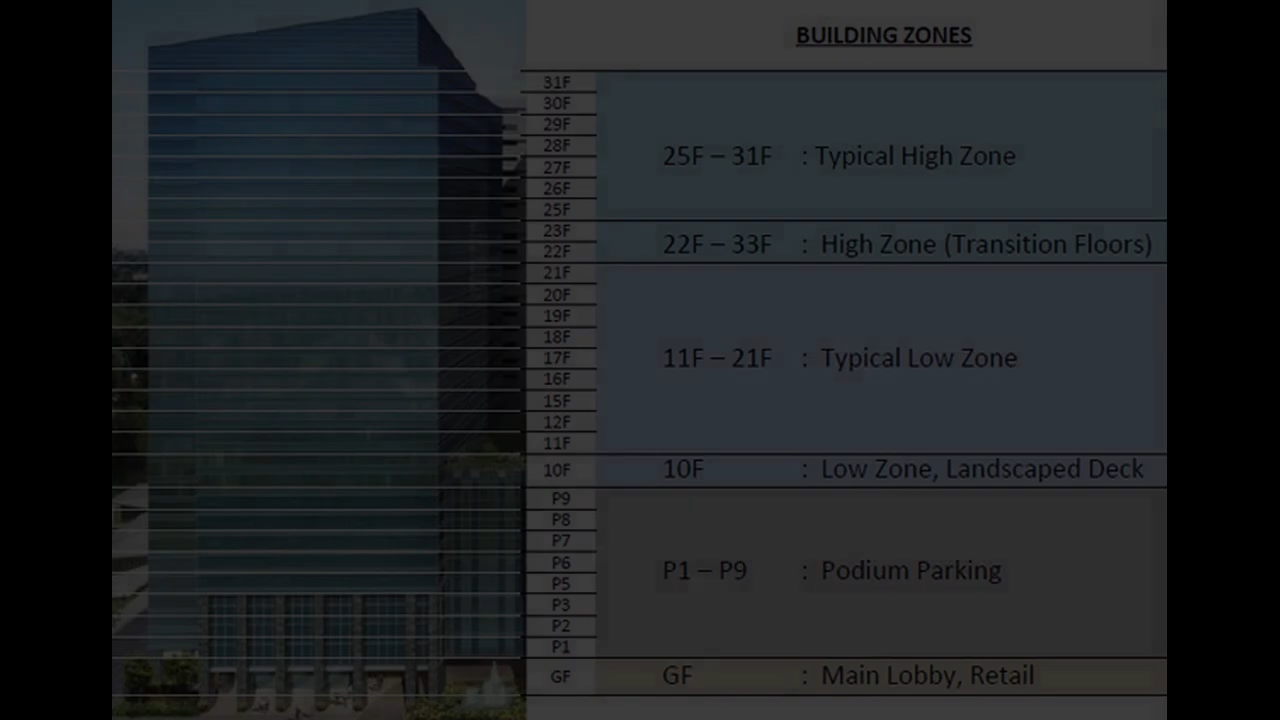 BUILDING ZONES
31F
30F
29F
28F
27F
26F
25F
25F – 31F : Typical High Zone
23F
22F
22F – 33F : High Zone (Transition Floors)
21F
20F
19F
18F
17F
16F
15F
12F
11F
11F – 21F : Typical Low Zone
10F
10F : Low Zone, Landscaped Deck
P9
P8
P7
P6
P5
P3
P2
P1
P1 – P9 : Podium Parking
GF
GF : Main Lobby, Retail